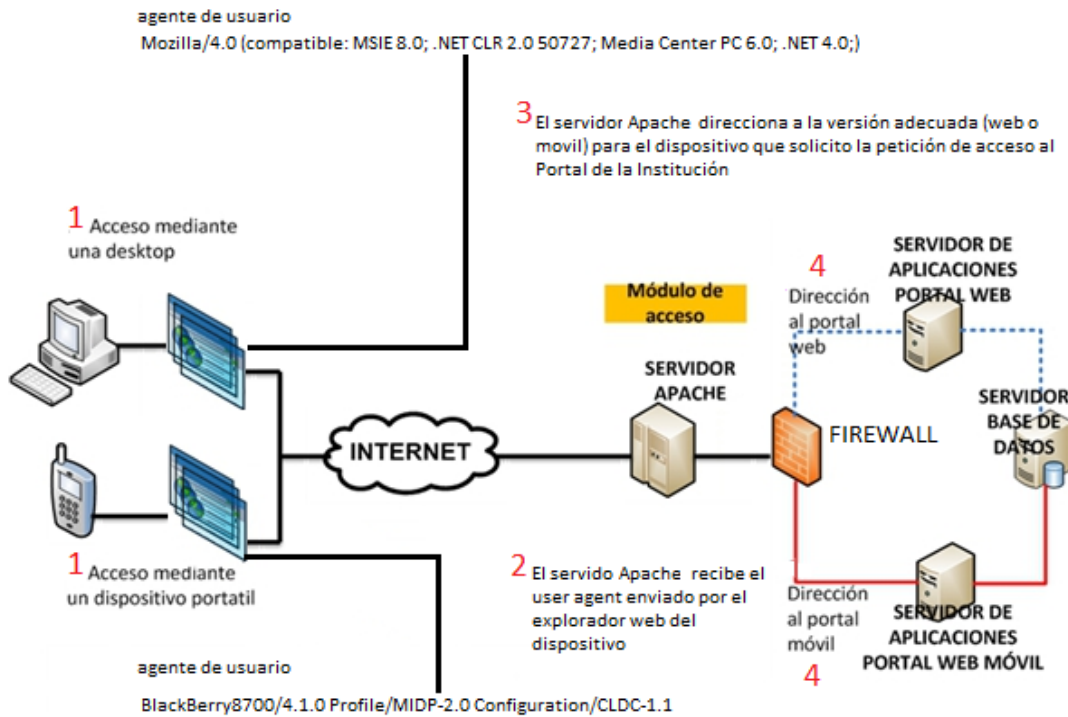 agente de usuario
Mozilla/4.0 (compatible: MSIE 8.0; .NET CLR 2.0 50727; Media Center PC 6.0; .NET 4.0;)
3 El servidor Apache direcciona a la versión adecuada (web o
movil) para el dispositivo que solicito la petición de acceso al
Portal de la Institución
1 Acceso mediante
una desktop
Módulo de
acceso
4
Dirección
al portal
web
SERVIDOR DE
APLICACIONES
PORTAL WEB
SERVIDOR
APACHE
INTERNET
FIREWALL
SERVIDOR
BASE DE
DATOS
1 Acceso mediante
un dispositivo portatil
2 El servido Apache recibe el
user agent enviado por el
explorador web del
dispositivo
Dirección
al portal
móvil
4
SERVIDOR DE
APLICACIONES
PORTAL WEB MÓVIL
agente de usuario
BlackBerry8700/4.1.0 Profile/MIDP-2.0 Configuration/CLDC-1.1